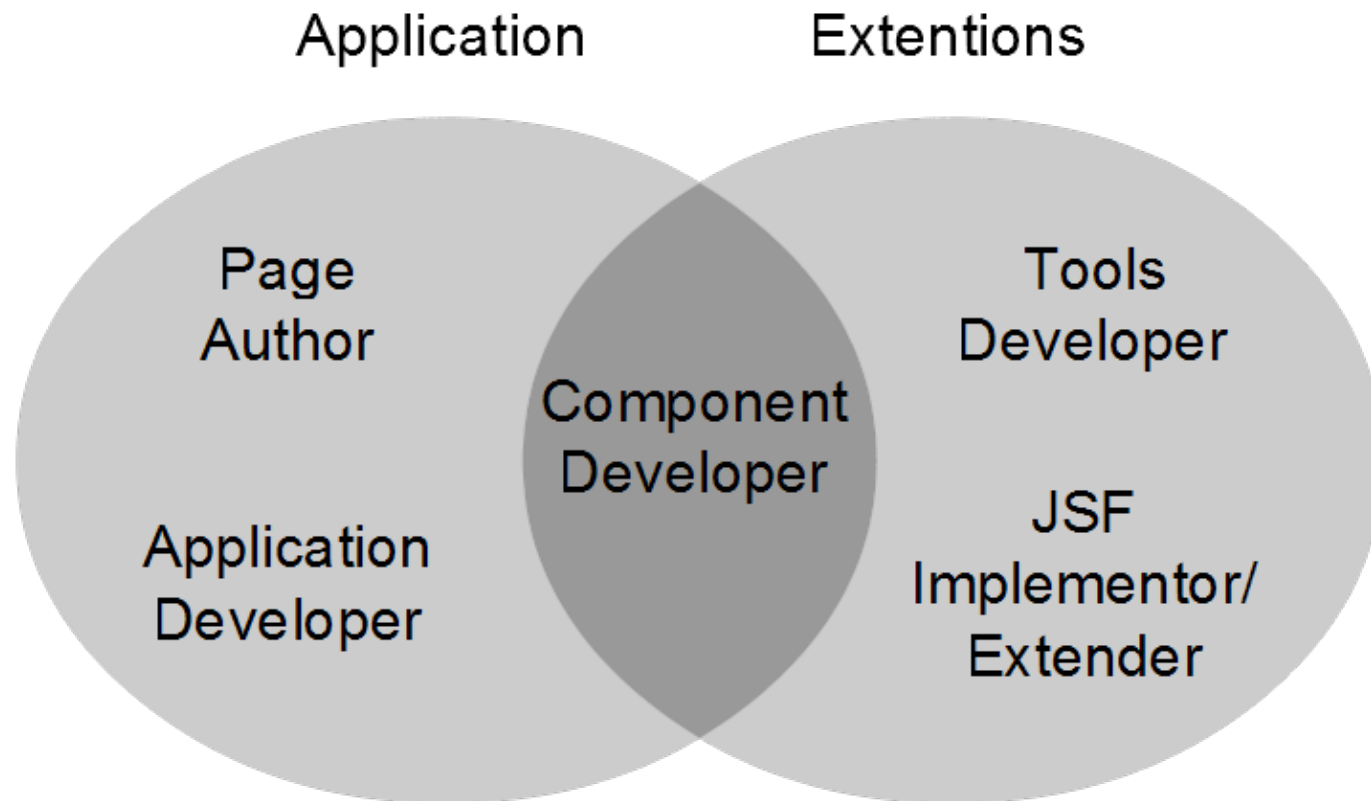 Application
Extentions
Page
Author
Application
Developer
Component
Developer
Tools
Developer
JSF
Implementor/
Extender